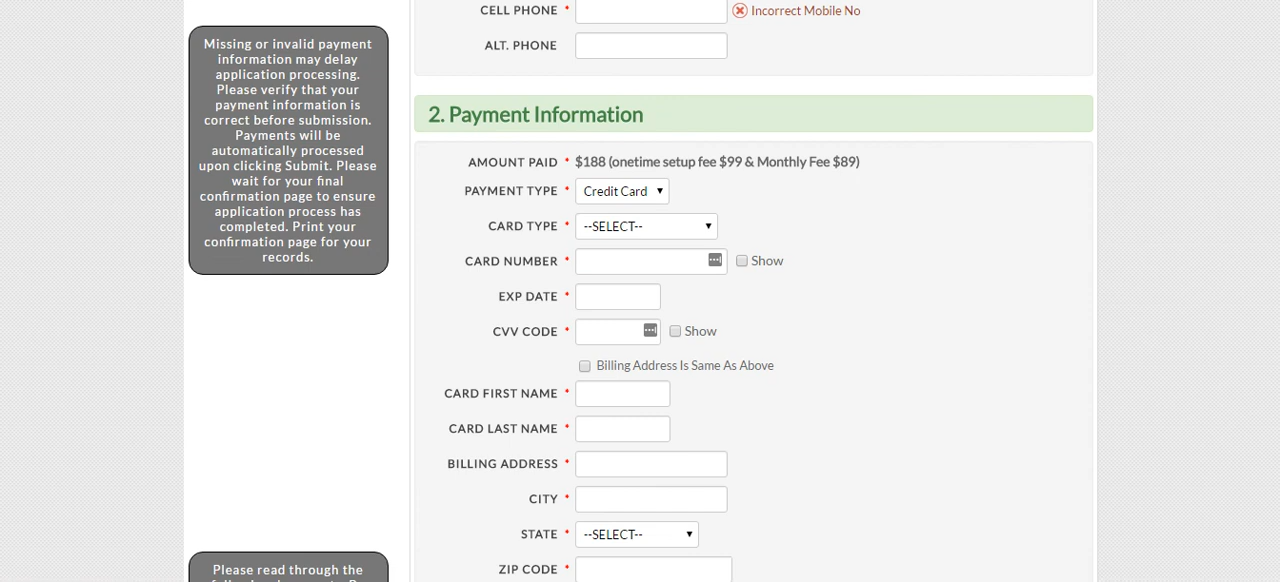 CELL PHONE * Incorrect Mobile No
ALT. PHONE
Missing or invalid payment
information may delay
application processing.
Please verify that your
payment information is
correct before submission.
Payments will be
automatically processed
upon clicking Submit. Please
wait for your final
confirmation page to ensure
application process has
completed. Print your
confirmation page for your
records.
2. Payment Information
AMOUNT PAID * $188 (onetime setup fee $99 & Monthly Fee $89)
PAYMENT TYPE * Credit Card
CARD TYPE * --SELECT--
CARD NUMBER * Show
EXP DATE *
CVV CODE * Show
Billing Address Is Same As Above
CARD FIRST NAME *
CARD LAST NAME *
BILLING ADDRESS *
CITY *
STATE * --SELECT--
ZIP CODE *
Please read through the